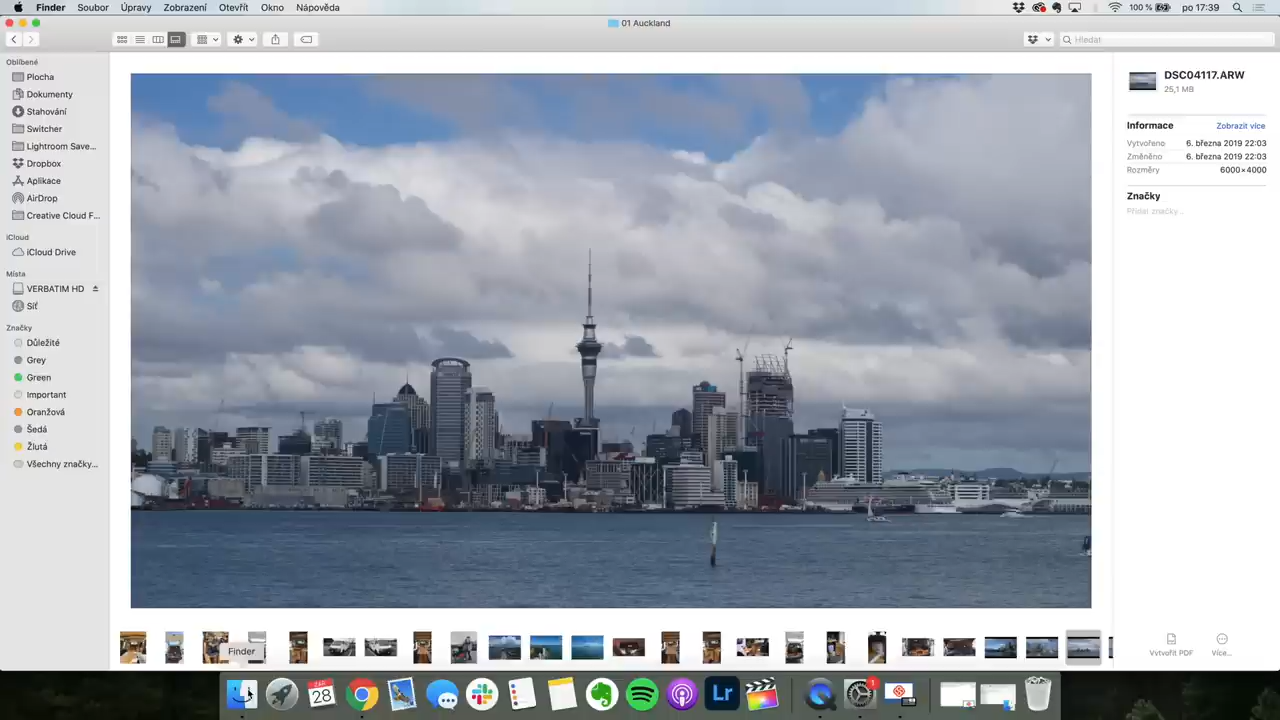 Finder Soubor Úpravy Zobrazení Otevřít Okno Nápověda
100 % po 17:39
01 Auckland
Hledat
Oblíbené
Plocha
Dokumenty
Stahování
Switcher
Lightroom Save...
Dropbox
Aplikace
AirDrop
Creative Cloud F...
iCloud
iCloud Drive
Místa
VERBATIM HD
Síť
Značky
Důležité
Grey
Green
Important
Oranžová
Šedá
Žlutá
Všechny značky...
DSC04117.ARW
25,1 MB
Informace Zobrazit více
Vytvořeno 6. března 2019 22:03
Změněno 6. března 2019 22:03
Rozměry 6000×4000
Značky
Přidat značky...
Vytvořit PDF Více...
Finder
ZÁŘ
28
Lr
1